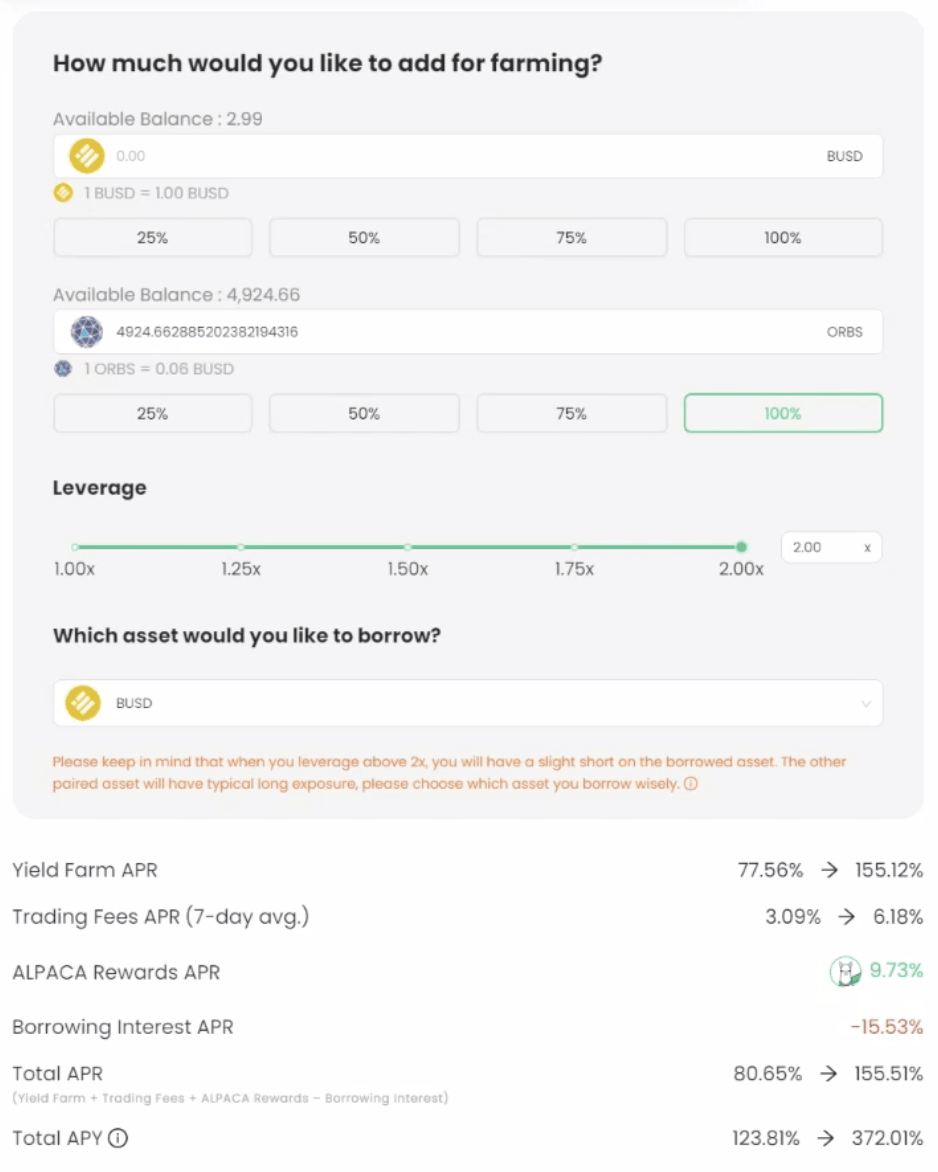 How much would you like to add for farming?
Available Balance : 2.99
0.00 BUSD
1 BUSD = 1.00 BUSD
25% 50% 75% 100%
Available Balance : 4,924.66
4924.662885202382194316 ORBS
1 ORBS = 0.06 BUSD
25% 50% 75% 100%
Leverage
2.00 x
1.00x 1.25x 1.50x 1.75x 2.00x
Which asset would you like to borrow?
BUSD
Please keep in mind that when you leverage above 2x, you will have a slight short on the borrowed asset. The other
paired asset will have typical long exposure, please choose which asset you borrow wisely.
Yield Farm APR 77.56% → 155.12%
Trading Fees APR (7-day avg.) 3.09% → 6.18%
ALPACA Rewards APR 9.73%
Borrowing Interest APR -15.53%
Total APR 80.65% → 155.51%
(Yield Farm + Trading Fees + ALPACA Rewards - Borrowing Interest)
Total APY 123.81% → 372.01%